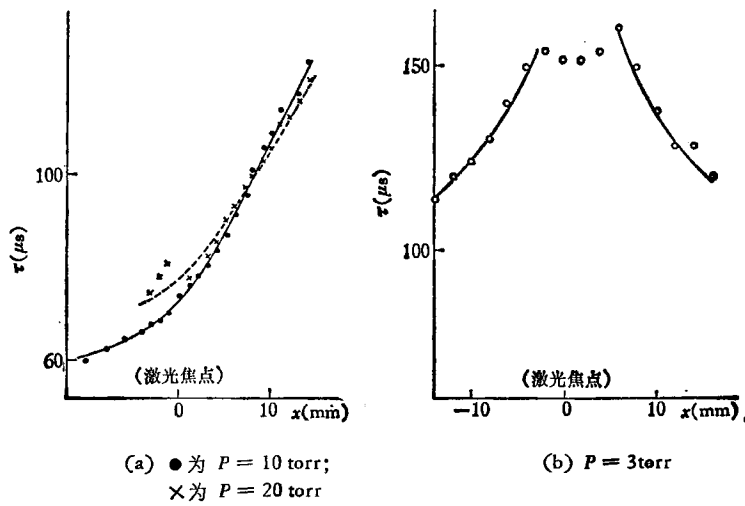 100
60
τ(μs)
(激光焦点)
0
10
x(mm)
150
100
τ(μs)
(激光焦点)
-10
0
10
x(mm)
(a) ●为 P = 10 torr;
×为 P = 20 torr
(b) P = 3torr